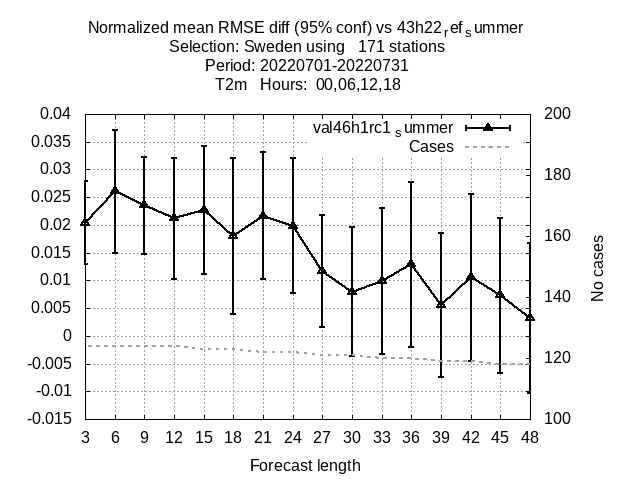 Normalized mean RMSE diff (95% conf) vs 43h22refsummer
Selection: Sweden using 171 stations
Period: 20220701-20220731
T2m Hours: 00,06,12,18
0.04
0.035
0.03
0.025
0.02
0.015
0.01
0.005
0
-0.005
-0.01
-0.015
val46h1rc1summer
Cases
200
180
160
140
120
100
No cases
3 6 9 12 15 18 21 24 27 30 33 36 39 42 45 48
Forecast length